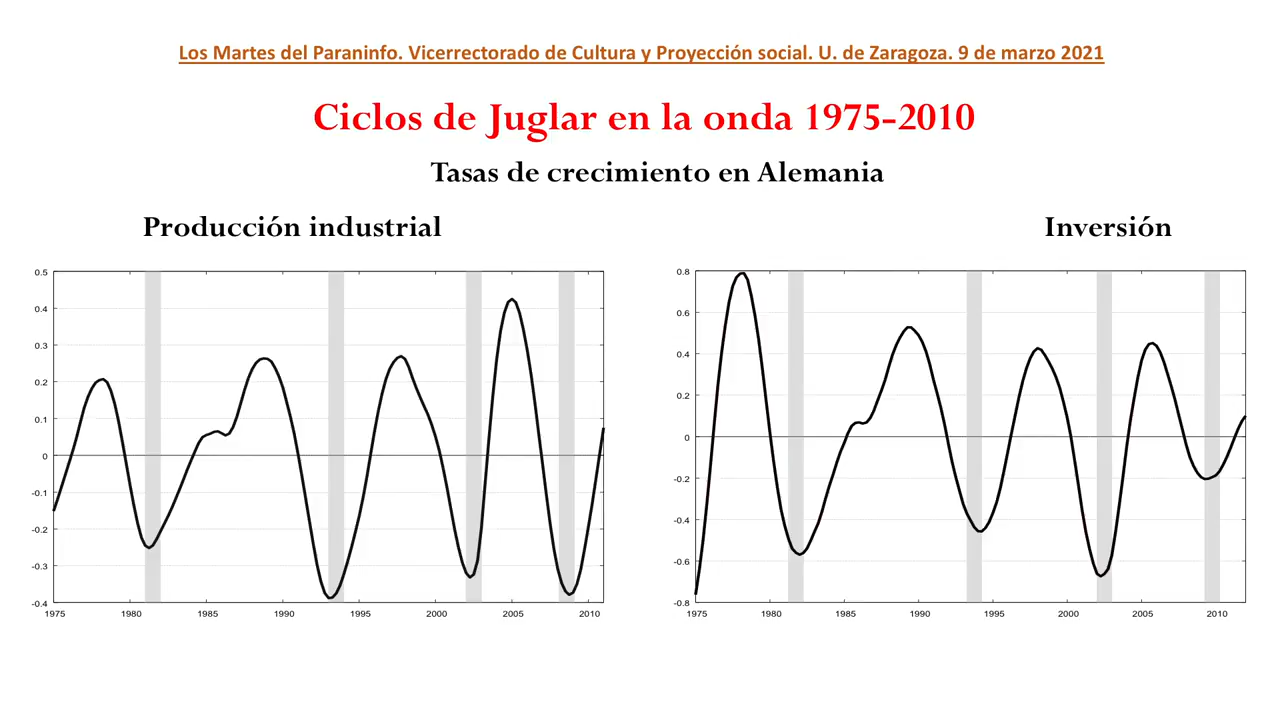 Los Martes del Paraninfo. Vicerrectorado de Cultura y Proyección social. U. de Zaragoza. 9 de marzo 2021
Ciclos de Juglar en la onda 1975-2010
Tasas de crecimiento en Alemania
Producción industrial
0.5
0.4
0.3
0.2
0.1
0
-0.1
-0.2
-0.3
-0.4
1975 1980 1985 1990 1995 2000 2005 2010
Inversión
0.8
0.6
0.4
0.2
0
-0.2
-0.4
-0.6
-0.8
1975 1980 1985 1990 1995 2000 2005 2010